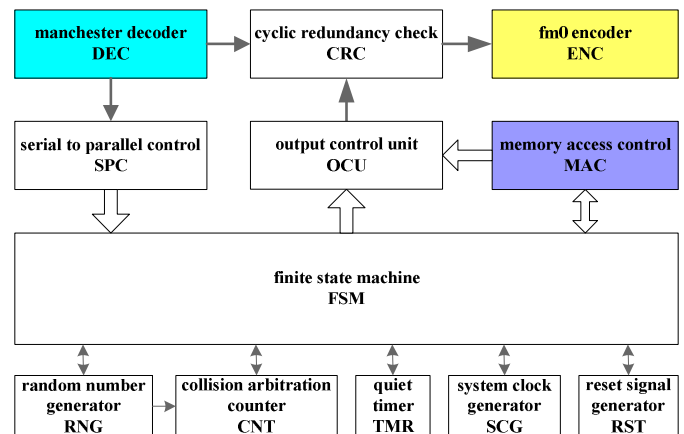 manchester decoder
DEC
cyclic redundancy check
CRC
fm0 encoder
ENC
serial to parallel control
SPC
output control unit
OCU
memory access control
MAC
finite state machine
FSM
random number
generator
RNG
collision arbitration
counter
CNT
quiet
timer
TMR
system clock
generator
SCG
reset signal
generator
RST